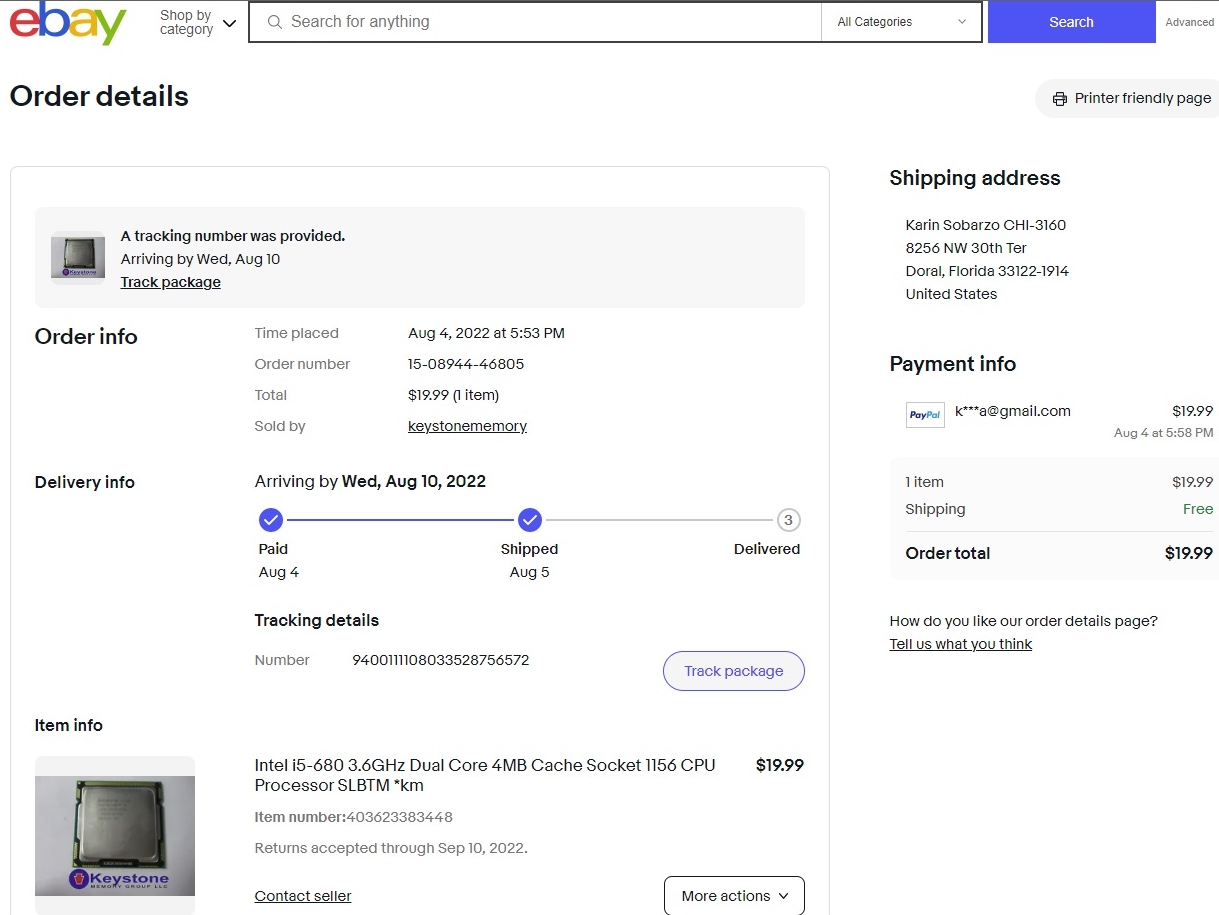 ebay
Shop by
category
Search for anything
All Categories
Search
Advanced
Order details
Printer friendly page
A tracking number was provided.
Arriving by Wed, Aug 10
Track package
Order info
Time placed Aug 4, 2022 at 5:53 PM
Order number 15-08944-46805
Total $19.99 (1 item)
Sold by keystonememory
Delivery info
Arriving by Wed, Aug 10, 2022
3
Paid Shipped Delivered
Aug 4 Aug 5
Tracking details
Number 9400111108033528756572
Track package
Item info
Intel i5-680 3.6GHz Dual Core 4MB Cache Socket 1156 CPU
Processor SLBTM *km
$19.99
Item number:403623383448
Returns accepted through Sep 10, 2022.
Keystone
MEMORY GROUP LLC
Contact seller
More actions
Shipping address
Karin Sobarzo CHI-3160
8256 NW 30th Ter
Doral, Florida 33122-1914
United States
Payment info
PayPal k***a@gmail.com $19.99
Aug 4 at 5:58 PM
1 item $19.99
Shipping Free
Order total $19.99
How do you like our order details page?
Tell us what you think